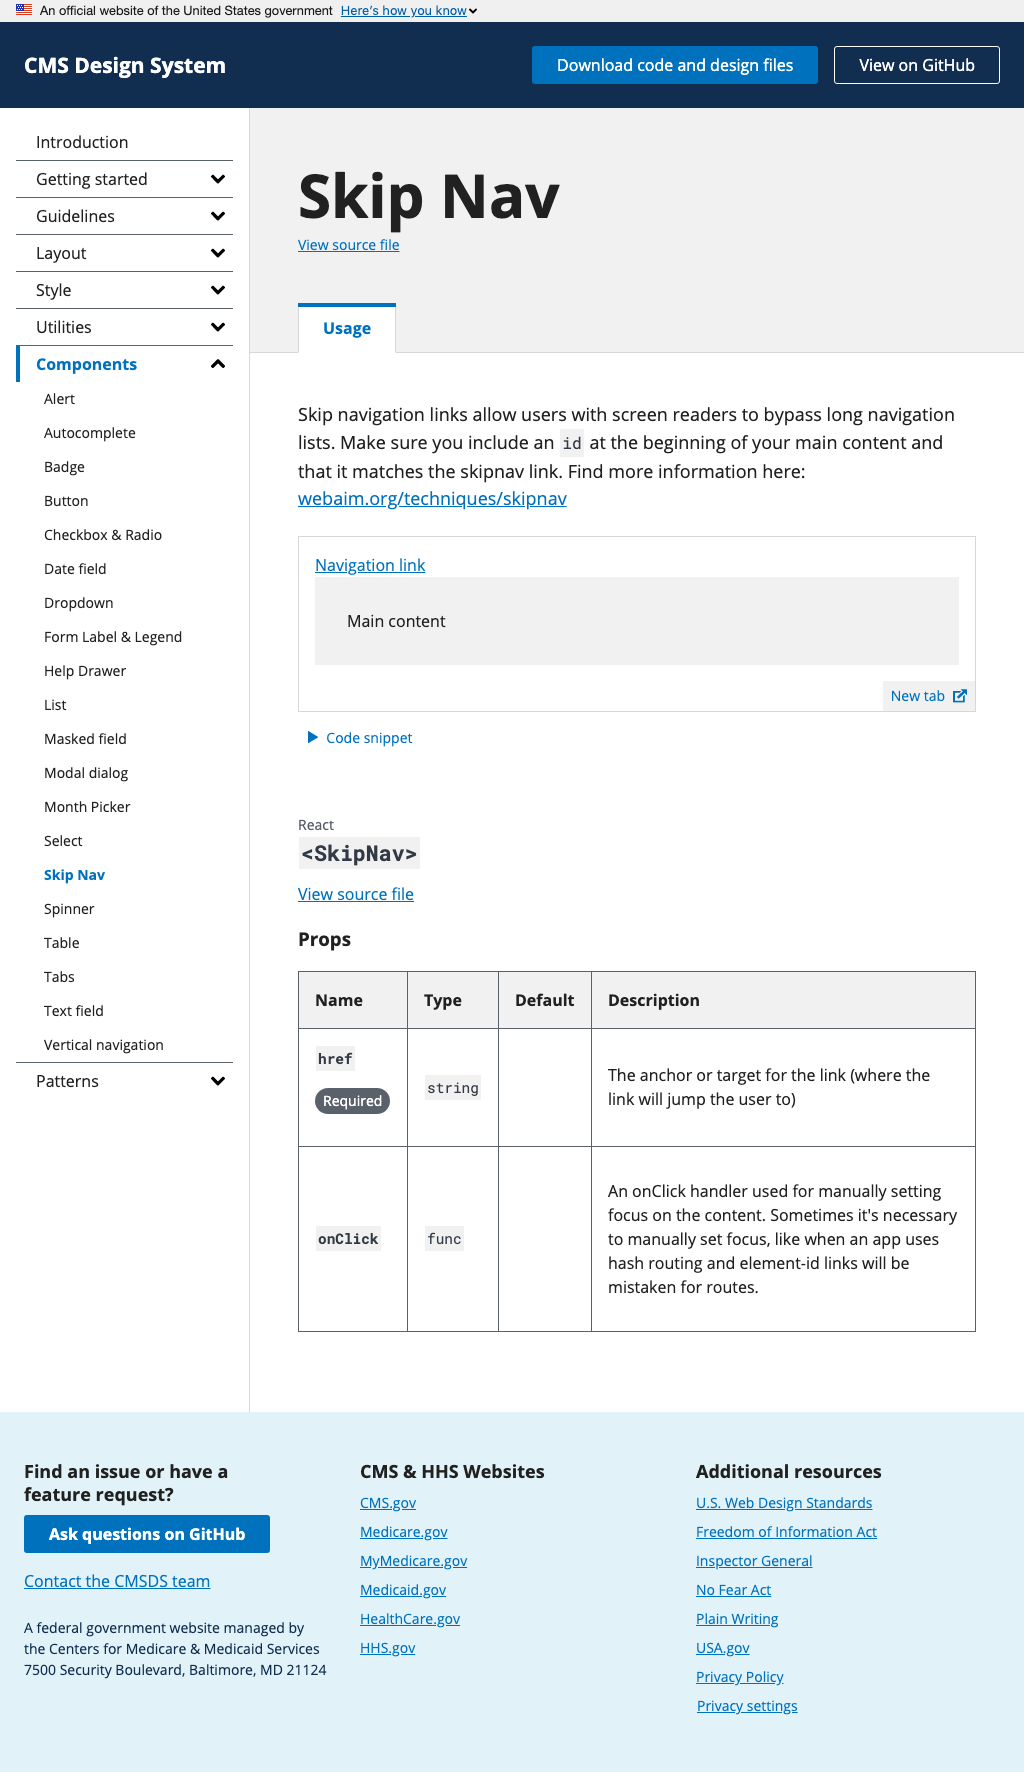 An official website of the United States government Here's how you know
CMS Design System
Download code and design files
View on GitHub
Introduction
Getting started
Guidelines
Layout
Style
Utilities
Components
Alert
Autocomplete
Badge
Button
Checkbox & Radio
Date field
Dropdown
Form Label & Legend
Help Drawer
List
Masked field
Modal dialog
Month Picker
Select
Skip Nav
Spinner
Table
Tabs
Text field
Vertical navigation
Patterns
Skip Nav
View source file
Usage
Skip navigation links allow users with screen readers to bypass long navigation
lists. Make sure you include an id at the beginning of your main content and
that it matches the skipnav link. Find more information here:
webaim.org/techniques/skipnav
Navigation link
Main content
New tab
Code snippet
React
<SkipNav>
View source file
Props
Name Type Default Description
href
Required
string
The anchor or target for the link (where the
link will jump the user to)
onClick
func
An onClick handler used for manually setting
focus on the content. Sometimes it's necessary
to manually set focus, like when an app uses
hash routing and element-id links will be
mistaken for routes.
Find an issue or have a
feature request?
Ask questions on GitHub
Contact the CMSDS team
A federal government website managed by
the Centers for Medicare & Medicaid Services
7500 Security Boulevard, Baltimore, MD 21124
CMS & HHS Websites
CMS.gov
Medicare.gov
MyMedicare.gov
Medicaid.gov
HealthCare.gov
HHS.gov
Additional resources
U.S. Web Design Standards
Freedom of Information Act
Inspector General
No Fear Act
Plain Writing
USA.gov
Privacy Policy
Privacy settings